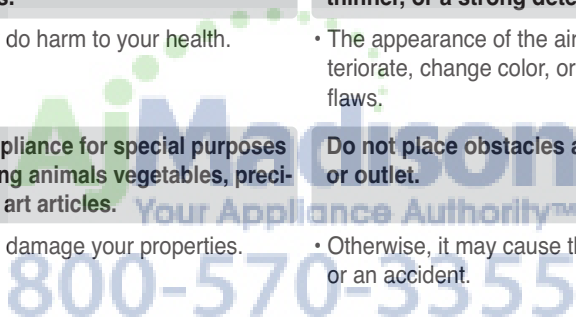 s.
do harm to your health.
pliance for special purposes
ng animals vegetables, preci-
art articles.
damage your properties.
thinner, or a strong dete
• The appearance of the air
teriorate, change color, or
flaws.
Do not place obstacles a
or outlet.
• Otherwise, it may cause th
or an accident.
AjMadison
Your Appliance Authority™
800-570-3355